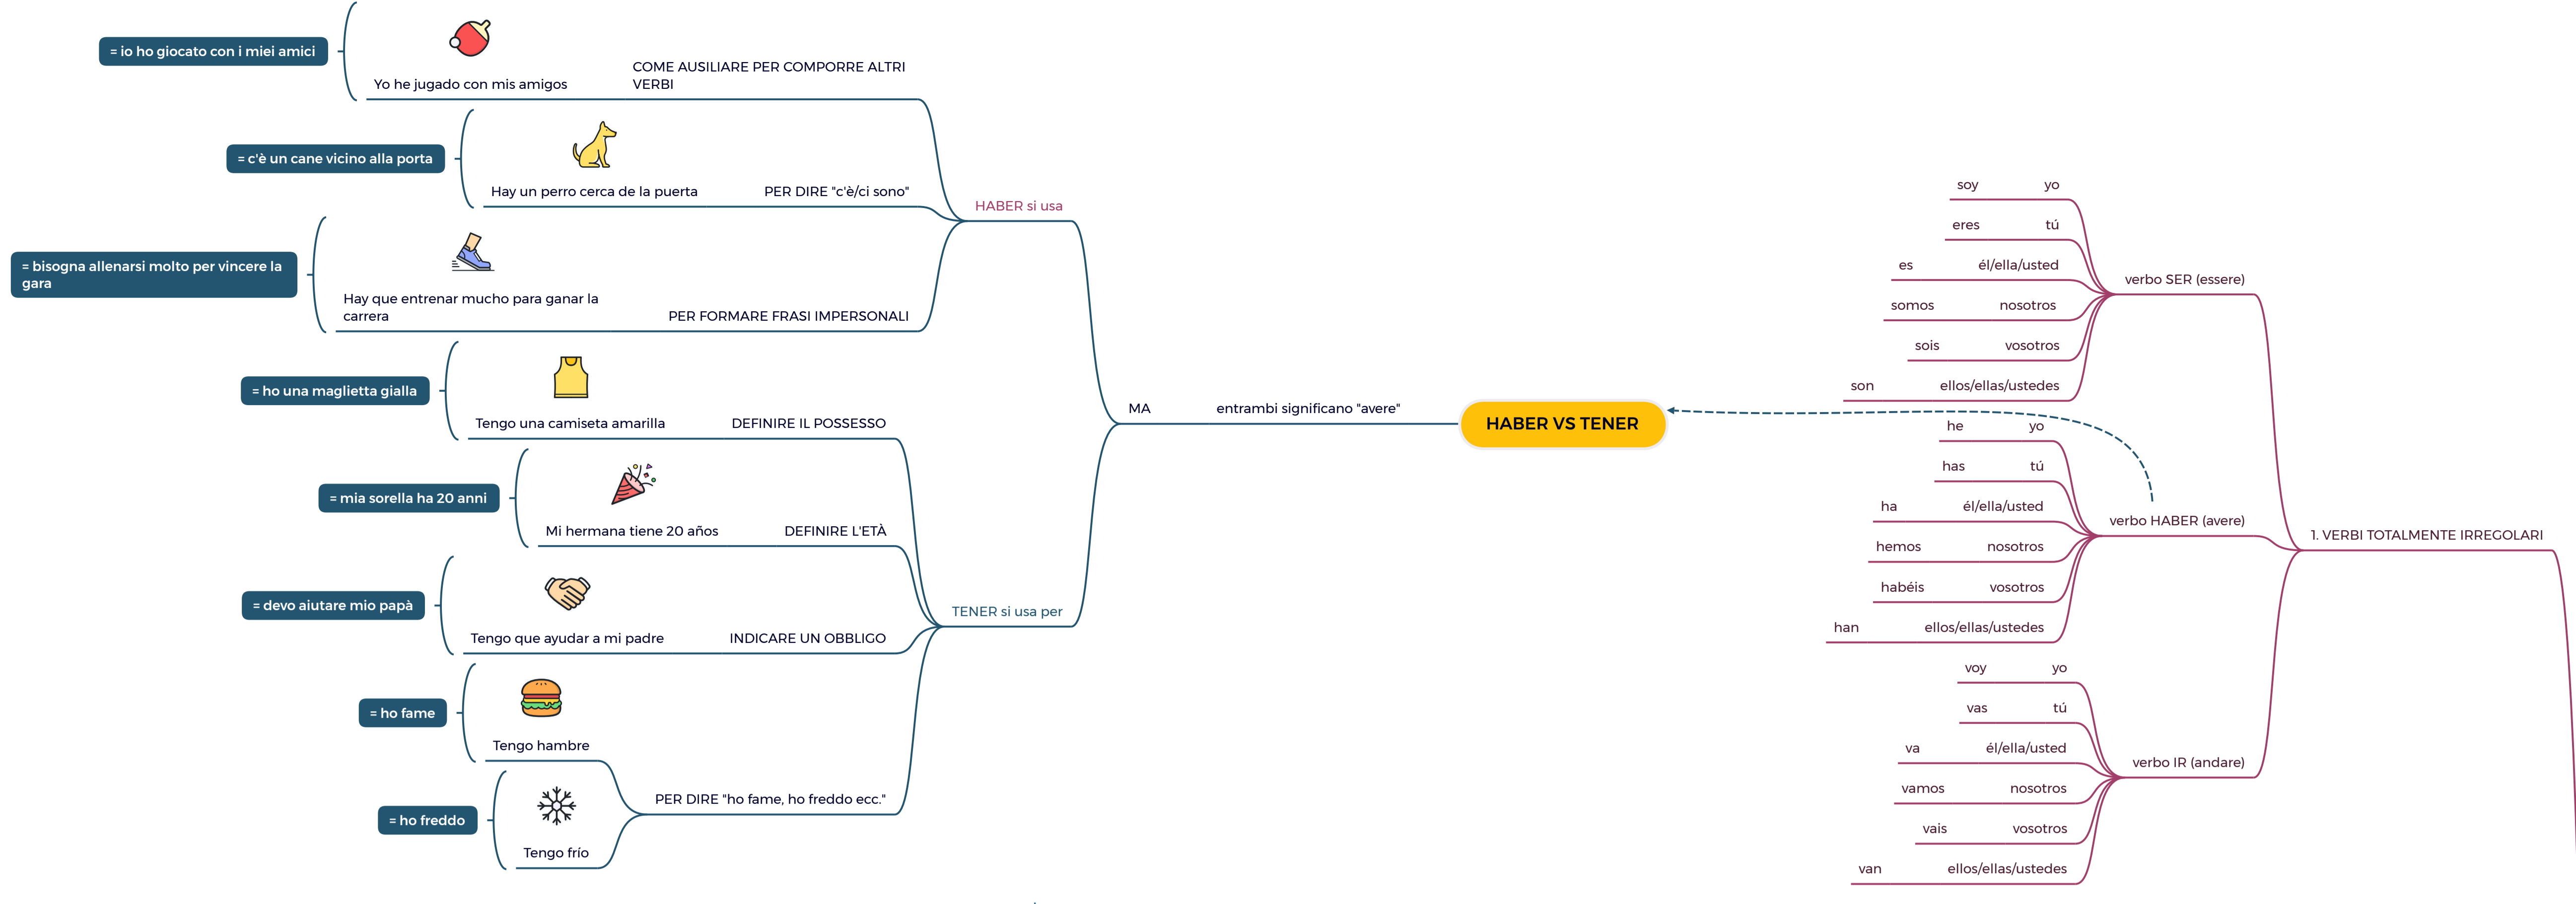 = io ho giocato con i miei amici
Yo he jugado con mis amigos
COME AUSILIARE PER COMPORRE ALTRI
VERBI
= c'è un cane vicino alla porta
Hay un perro cerca de la puerta
PER DIRE "c'è/ci sono"
HABER si usa
= bisogna allenarsi molto per vincere la
gara
Hay que entrenar mucho para ganar la
carrera
PER FORMARE FRASI IMPERSONALI
= ho una maglietta gialla
Tengo una camiseta amarilla
DEFINIRE IL POSSESSO
= mia sorella ha 20 anni
Mi hermana tiene 20 años
DEFINIRE L'ETÀ
= devo aiutare mio papà
Tengo que ayudar a mi padre
INDICARE UN OBBLIGO
TENER si usa per
= ho fame
Tengo hambre
PER DIRE "ho fame, ho freddo ecc."
= ho freddo
Tengo frío
MA
entrambi significano "avere"
HABER VS TENER
soy yo
eres tú
es él/ella/usted
somos nosotros
sois vosotros
son ellos/ellas/ustedes
verbo SER (essere)
he yo
has tú
ha él/ella/usted
hemos nosotros
habéis vosotros
han ellos/ellas/ustedes
verbo HABER (avere)
1. VERBI TOTALMENTE IRREGOLARI
voy yo
vas tú
va él/ella/usted
vamos nosotros
vais vosotros
van ellos/ellas/ustedes
verbo IR (andare)